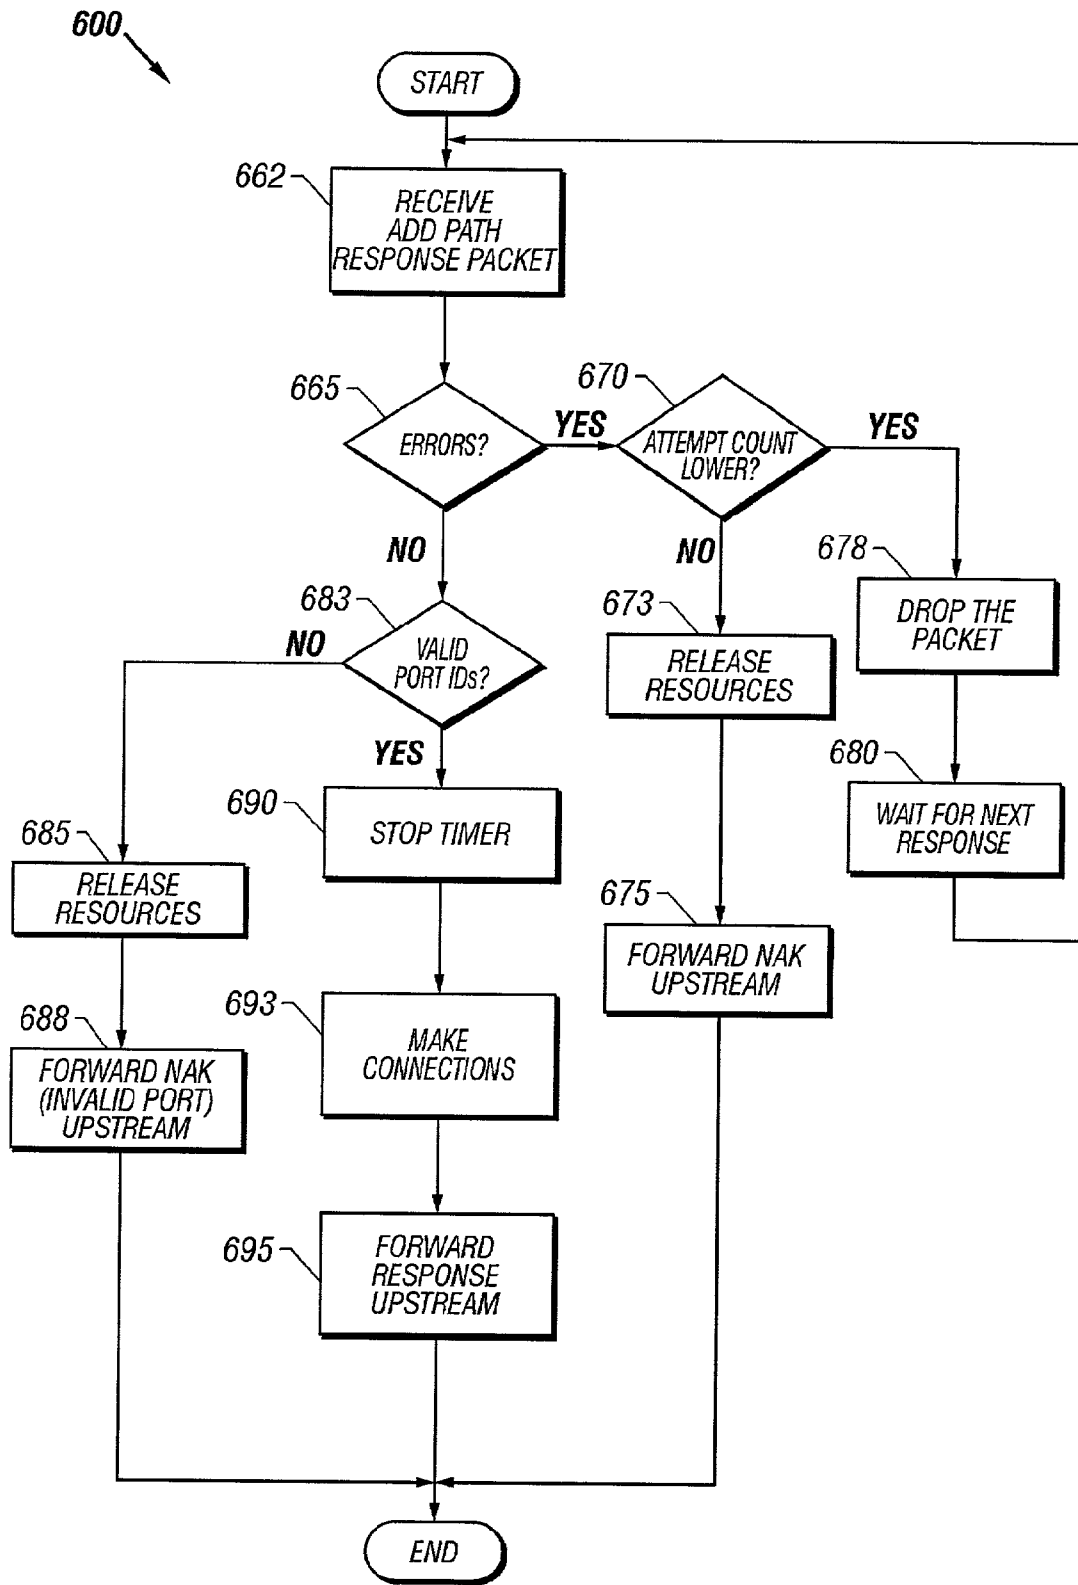 600
START
662
RECEIVE
ADD PATH
RESPONSE PACKET
665
ERRORS?
YES
670
ATTEMPT COUNT
LOWER?
YES
NO
NO
678
DROP THE
PACKET
683
VALID
PORT IDs?
NO
YES
673
RELEASE
RESOURCES
680
WAIT FOR NEXT
RESPONSE
690
STOP TIMER
685
RELEASE
RESOURCES
675
FORWARD NAK
UPSTREAM
693
MAKE
CONNECTIONS
688
FORWARD NAK
(INVALID PORT)
UPSTREAM
695
FORWARD
RESPONSE
UPSTREAM
END